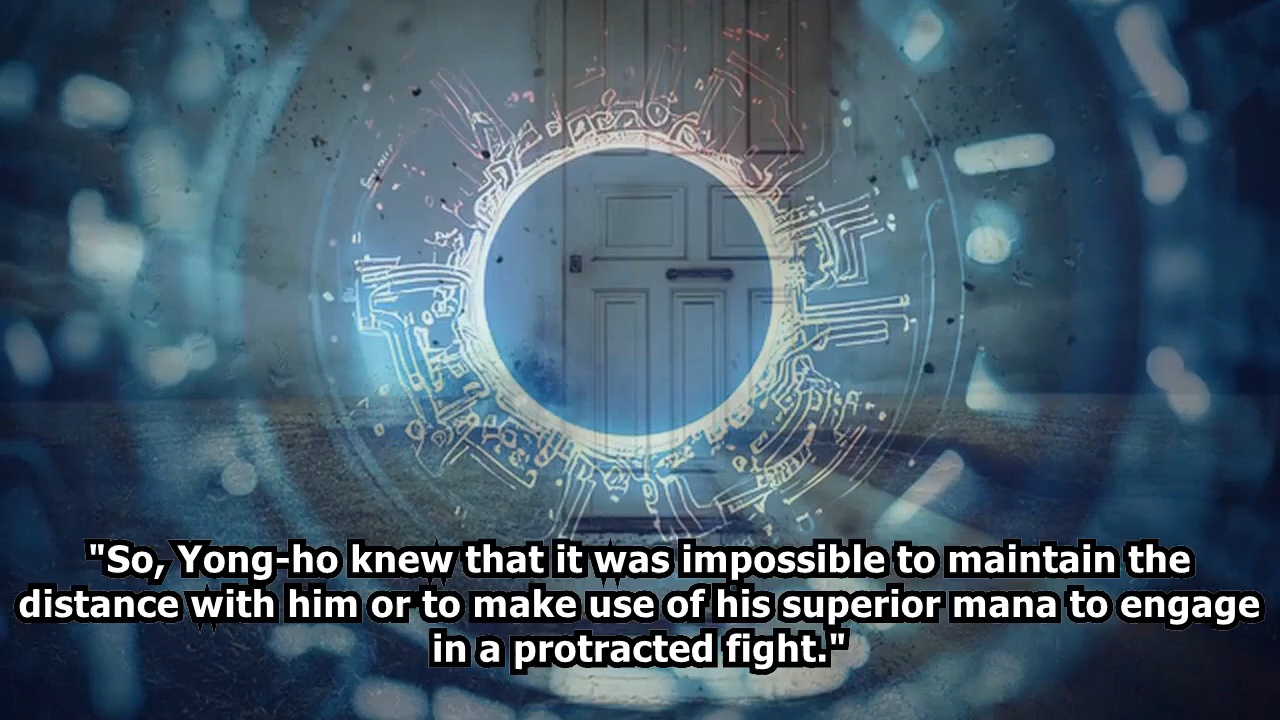 "So, Yong-ho knew that it was impossible to maintain the
distance with him or to make use of his superior mana to engage
in a protracted fight."